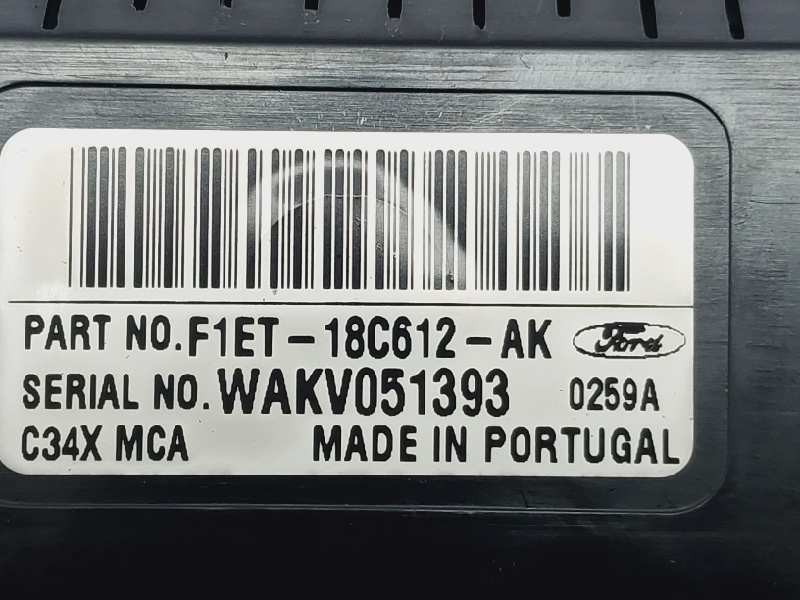 PART NO. F1ET-18C612-AK Ford
SERIAL NO. WAKV051393 0259A
C34X MCA MADE IN PORTUGAL